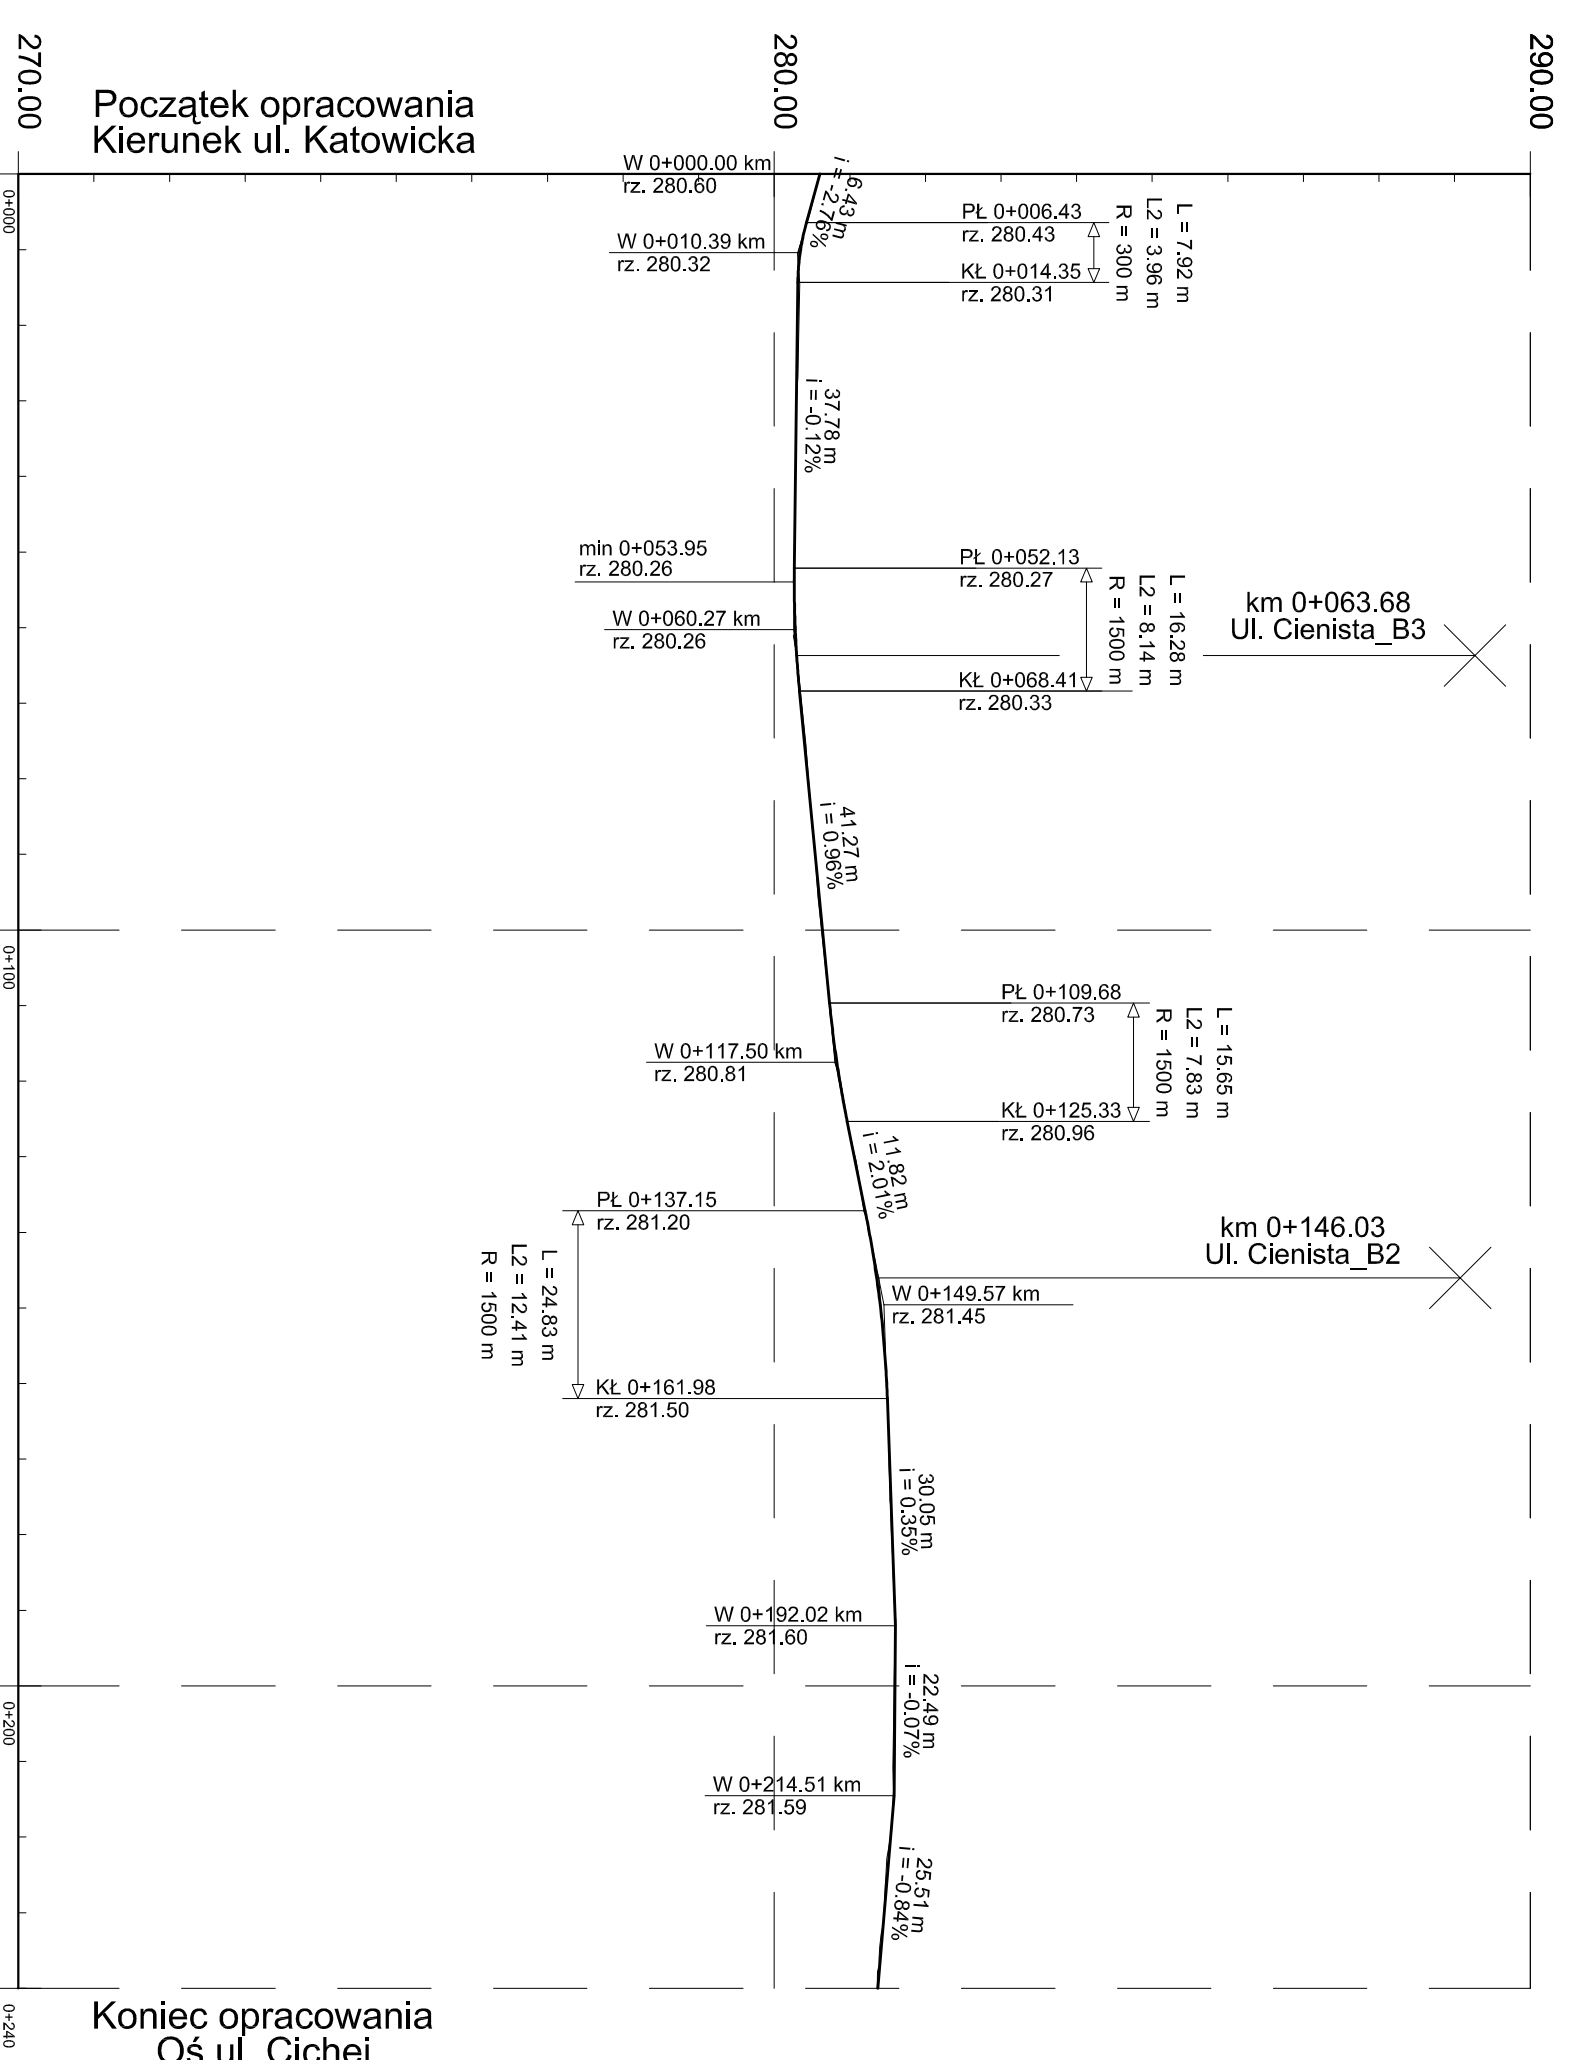 270.00
280.00
290.00
Początek opracowania
Kierunek ul. Katowicka
W 0+000.00 km
rz. 280.60
6.43 m
i = -2.76%
PŁ 0+006.43
rz. 280.43
L = 7.92 m
L2 = 3.96 m
R = 300 m
W 0+010.39 km
rz. 280.32
KŁ 0+014.35
rz. 280.31
0+000
37.78 m
i = -0.12%
min 0+053.95
rz. 280.26
PŁ 0+052.13
rz. 280.27
L = 16.28 m
L2 = 8.14 m
R = 1500 m
km 0+063.68
Ul. Cienista_B3
W 0+060.27 km
rz. 280.26
KŁ 0+068.41
rz. 280.33
41.27 m
i = 0.96%
0+100
PŁ 0+109.68
rz. 280.73
L = 15.65 m
L2 = 7.83 m
R = 1500 m
W 0+117.50 km
rz. 280.81
KŁ 0+125.33
rz. 280.96
11.82 m
i = 2.01%
PŁ 0+137.15
rz. 281.20
km 0+146.03
Ul. Cienista_B2
L = 24.83 m
L2 = 12.41 m
R = 1500 m
W 0+149.57 km
rz. 281.45
KŁ 0+161.98
rz. 281.50
30.05 m
i = 0.35%
W 0+192.02 km
rz. 281.60
0+200
22.49 m
i = -0.07%
W 0+214.51 km
rz. 281.59
25.51 m
i = -0.84%
0+240
Koniec opracowania
Oś ul. Cichej